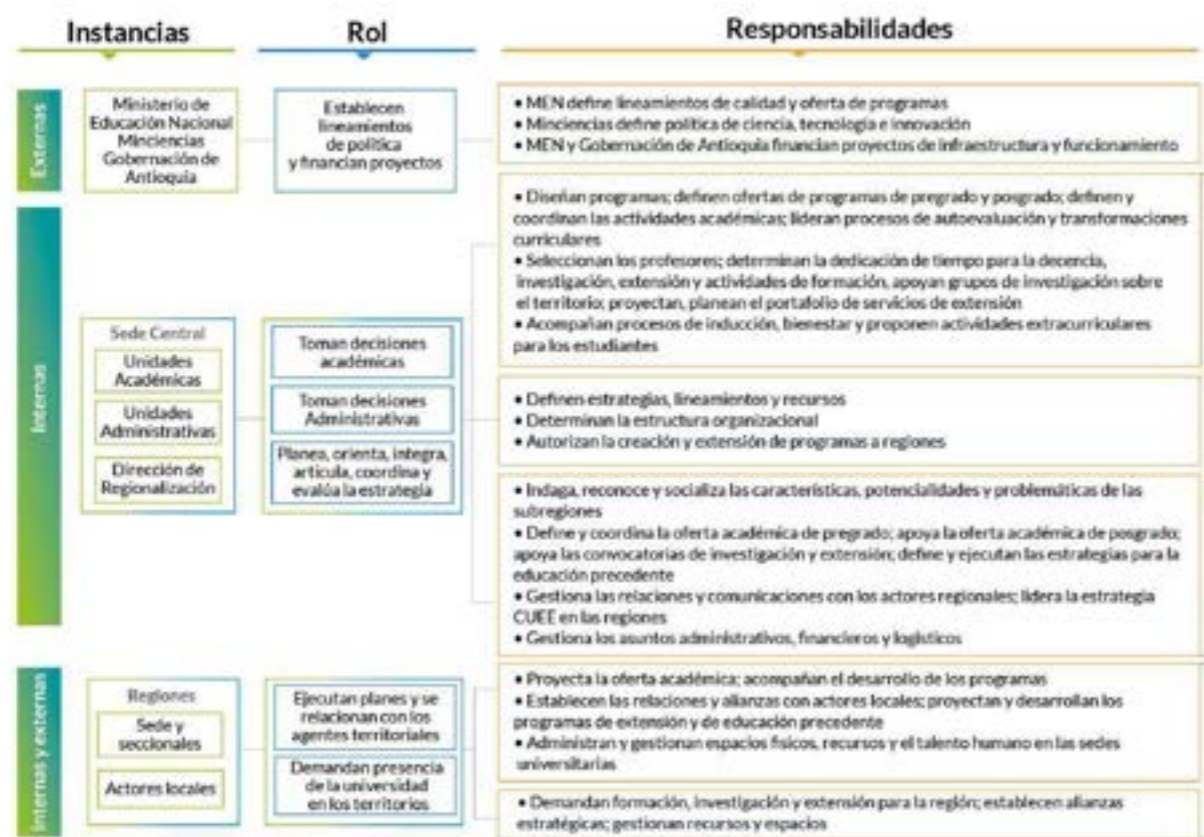 Instancias
Rol
Responsabilidades
Externas
Ministerio de
Educación Nacional
Minciencias
Gobernación de
Antioquia
Establecen
lineamientos
de política
y financian proyectos
• MEN define lineamientos de calidad y oferta de programas
• Minciencias define política de ciencia, tecnología e innovación
• MEN y Gobernación de Antioquia financian proyectos de infraestructura y funcionamiento
Internas
Sede Central
Unidades
Académicas
Unidades
Administrativas
Dirección de
Regionalización
Toman decisiones
académicas
Toman decisiones
Administrativas
Planea, orienta, integra,
articula, coordina y
evalúa la estrategia
• Diseñan programas; definen ofertas de programas de pregrado y posgrado; definen y
coordinan las actividades académicas; lideran procesos de autoevaluación y transformaciones
curriculares
• Seleccionan los profesores; determinan la dedicación de tiempo para la decencia,
investigación, extensión y actividades de formación, apoyan grupos de investigación sobre
el territorio; proyectan, planean el portafolio de servicios de extensión
• Acompañan procesos de inducción, bienestar y proponen actividades extracurriculares
para los estudiantes
• Definen estrategias, lineamientos y recursos
• Determinan la estructura organizacional
• Autorizan la creación y extensión de programas a regiones
• Indaga, reconoce y socializa las características, potencialidades y problemáticas de las
subregiones
• Define y coordina la oferta académica de pregrado; apoya la oferta académica de posgrado;
apoya las convocatorias de investigación y extensión; define y ejecutan las estrategias para la
educación precedente
• Gestiona las relaciones y comunicaciones con los actores regionales; lidera la estrategia
CUEE en las regiones
• Gestiona los asuntos administrativos, financieros y logísticos
Internas y externas
Regiones
Sede y
seccionales
Actores locales
Ejecutan planes y se
relacionan con los
agentes territoriales
Demandan presencia
de la universidad
en los territorios
• Proyecta la oferta académica; acompañan el desarrollo de los programas
• Establecen las relaciones y alianzas con actores locales; proyectan y desarrollan los
programas de extensión y de educación precedente
• Administran y gestionan espacios físicos, recursos y el talento humano en las sedes
universitarias
• Demandan formación, investigación y extensión para la región; establecen alianzas
estratégicas; gestionan recursos y espacios